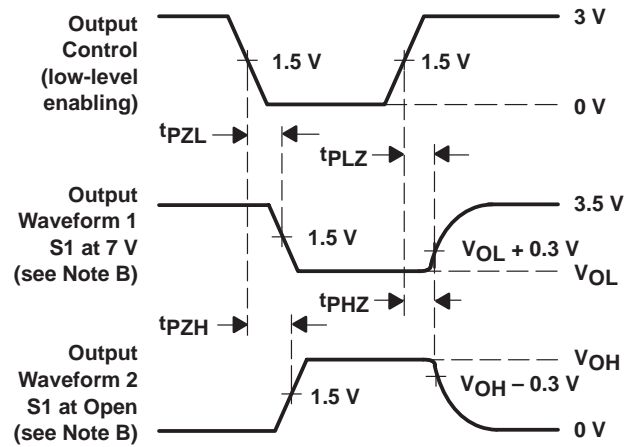 Output
Control
(low-level
enabling)
1.5 V
1.5 V
3 V
0 V
tPZL
tPLZ
Output
Waveform 1
S1 at 7 V
(see Note B)
1.5 V
3.5 V
VOL + 0.3 V
VOL
tPHZ
tPZH
Output
Waveform 2
S1 at Open
(see Note B)
1.5 V
VOH
VOH – 0.3 V
0 V